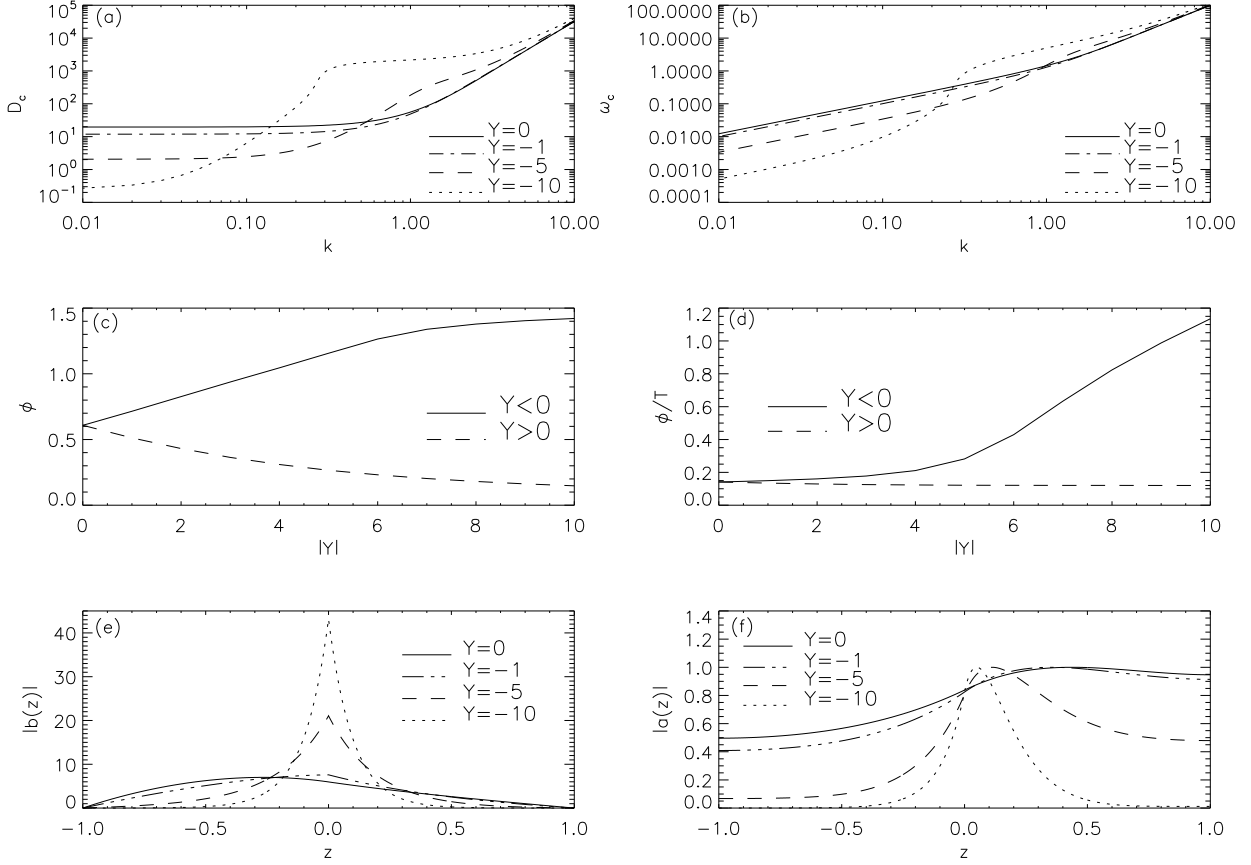 (a)
D_c
10^5
10^4
10^3
10^2
10^1
10^0
10^−1
Y=0
Y=−1
Y=−5
Y=−10
0.01 0.10 1.00 10.00
k
(b)
ω_c
100.0000
10.0000
1.0000
0.1000
0.0100
0.0010
0.0001
Y=0
Y=−1
Y=−5
Y=−10
0.01 0.10 1.00 10.00
k
(c)
ϕ
1.5
1.0
0.5
0.0
Y<0
Y>0
0 2 4 6 8 10
|Y|
(d)
ϕ/T
1.2
1.0
0.8
0.6
0.4
0.2
0.0
Y<0
Y>0
0 2 4 6 8 10
|Y|
(e)
|b(z)|
40
30
20
10
0
Y=0
Y=−1
Y=−5
Y=−10
−1.0 −0.5 0.0 0.5 1.0
z
(f)
|a(z)|
1.4
1.2
1.0
0.8
0.6
0.4
0.2
0.0
Y=0
Y=−1
Y=−5
Y=−10
−1.0 −0.5 0.0 0.5 1.0
z